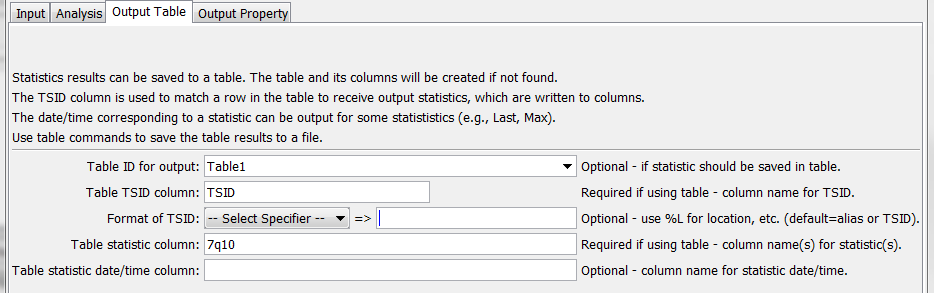 Input Analysis Output Table Output Property
Statistics results can be saved to a table. The table and its columns will be created if not found.
The TSID column is used to match a row in the table to receive output statistics, which are written to columns.
The date/time corresponding to a statistic can be output for some statististics (e.g., Last, Max).
Use table commands to save the table results to a file.
Table ID for output: Table1 Optional - if statistic should be saved in table.
Table TSID column: TSID Required if using table - column name for TSID.
Format of TSID: -- Select Specifier -- => Optional - use %L for location, etc. (default=alias or TSID).
Table statistic column: 7q10 Required if using table - column name(s) for statistic(s).
Table statistic date/time column: Optional - column name for statistic date/time.